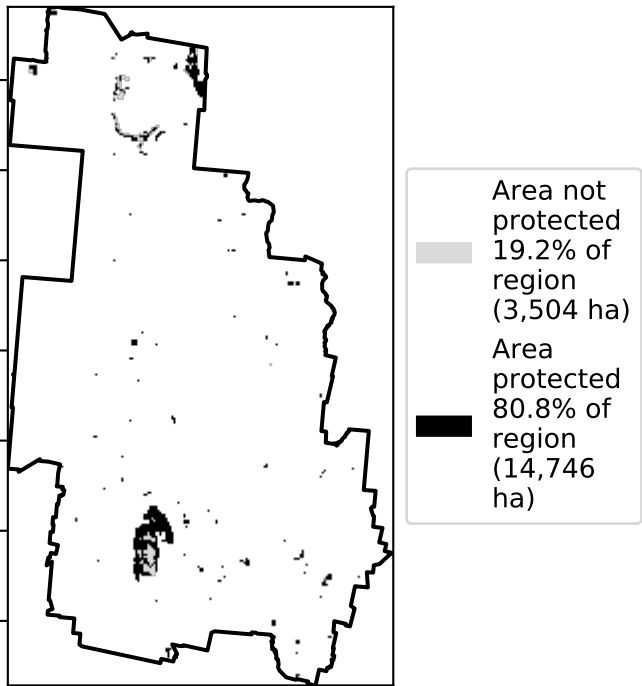 Area not
protected
19.2% of
region
(3,504 ha)
Area
protected
80.8% of
region
(14,746
ha)